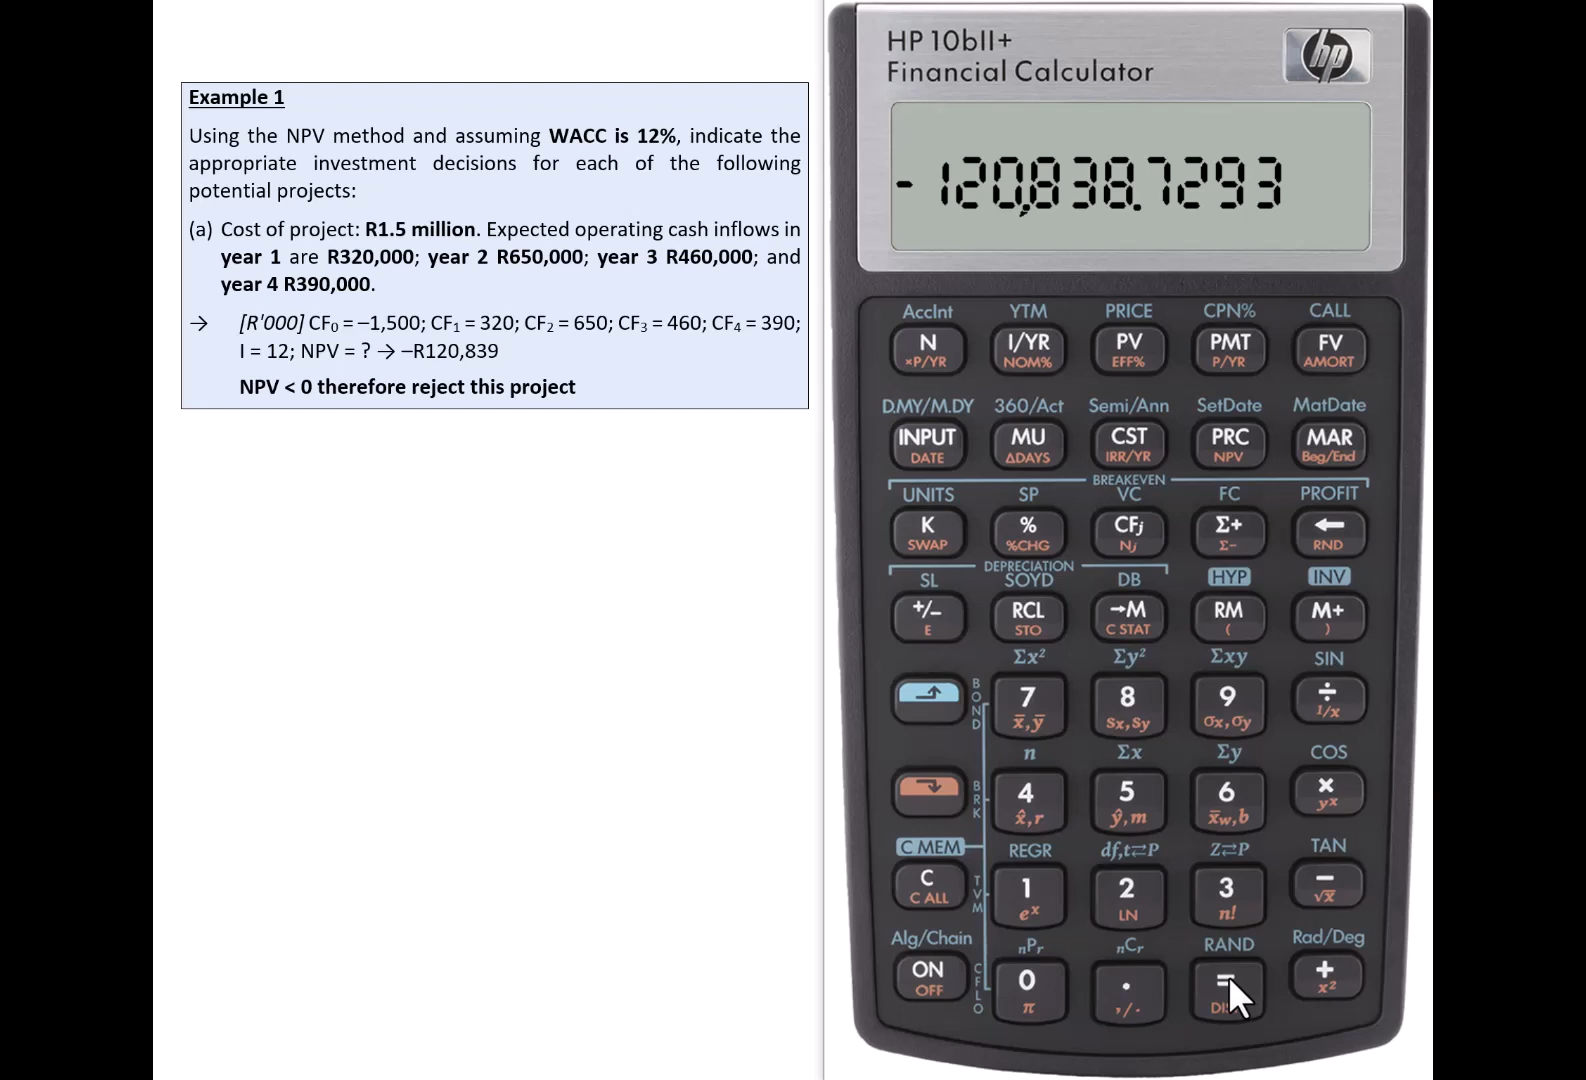 Example 1
Using the NPV method and assuming WACC is 12%, indicate the
appropriate investment decisions for each of the following
potential projects:
(a) Cost of project: R1.5 million. Expected operating cash inflows in
year 1 are R320,000; year 2 R650,000; year 3 R460,000; and
year 4 R390,000.
→ [R'000] CF₀ = –1,500; CF₁ = 320; CF₂ = 650; CF₃ = 460; CF₄ = 390;
I = 12; NPV = ? → –R120,839
NPV < 0 therefore reject this project
HP 10bII+
Financial Calculator
hp
-120,838.7293
AccInt YTM PRICE CPN% CALL
N I/YR PV PMT FV
×P/YR NOM% EFF% P/YR AMORT
D.MY/M.DY 360/Act Semi/Ann SetDate MatDate
INPUT MU CST PRC MAR
DATE ΔDAYS IRR/YR NPV Beg/End
BREAKEVEN
UNITS SP VC FC PROFIT
K % CFj Σ+ ←
SWAP %CHG Nj Σ− RND
DEPRECIATION
SL SOYD DB HYP INV
+/− RCL →M RM M+
E STO C STAT ( )
Σx² Σy² Σxy SIN
7 8 9 ÷
x̄,ȳ Sx,Sy σx,σy 1/x
BOND
n Σx Σy COS
4 5 6 ×
x̂,r ŷ,m x̄w,b yˣ
BRK
C MEM REGR df,t⇄P Z⇄P TAN
C 1 2 3 −
C ALL eˣ LN n! √x
TVM
Alg/Chain nPr nCr RAND Rad/Deg
ON 0 . = +
OFF π ,/. x²
CFLO